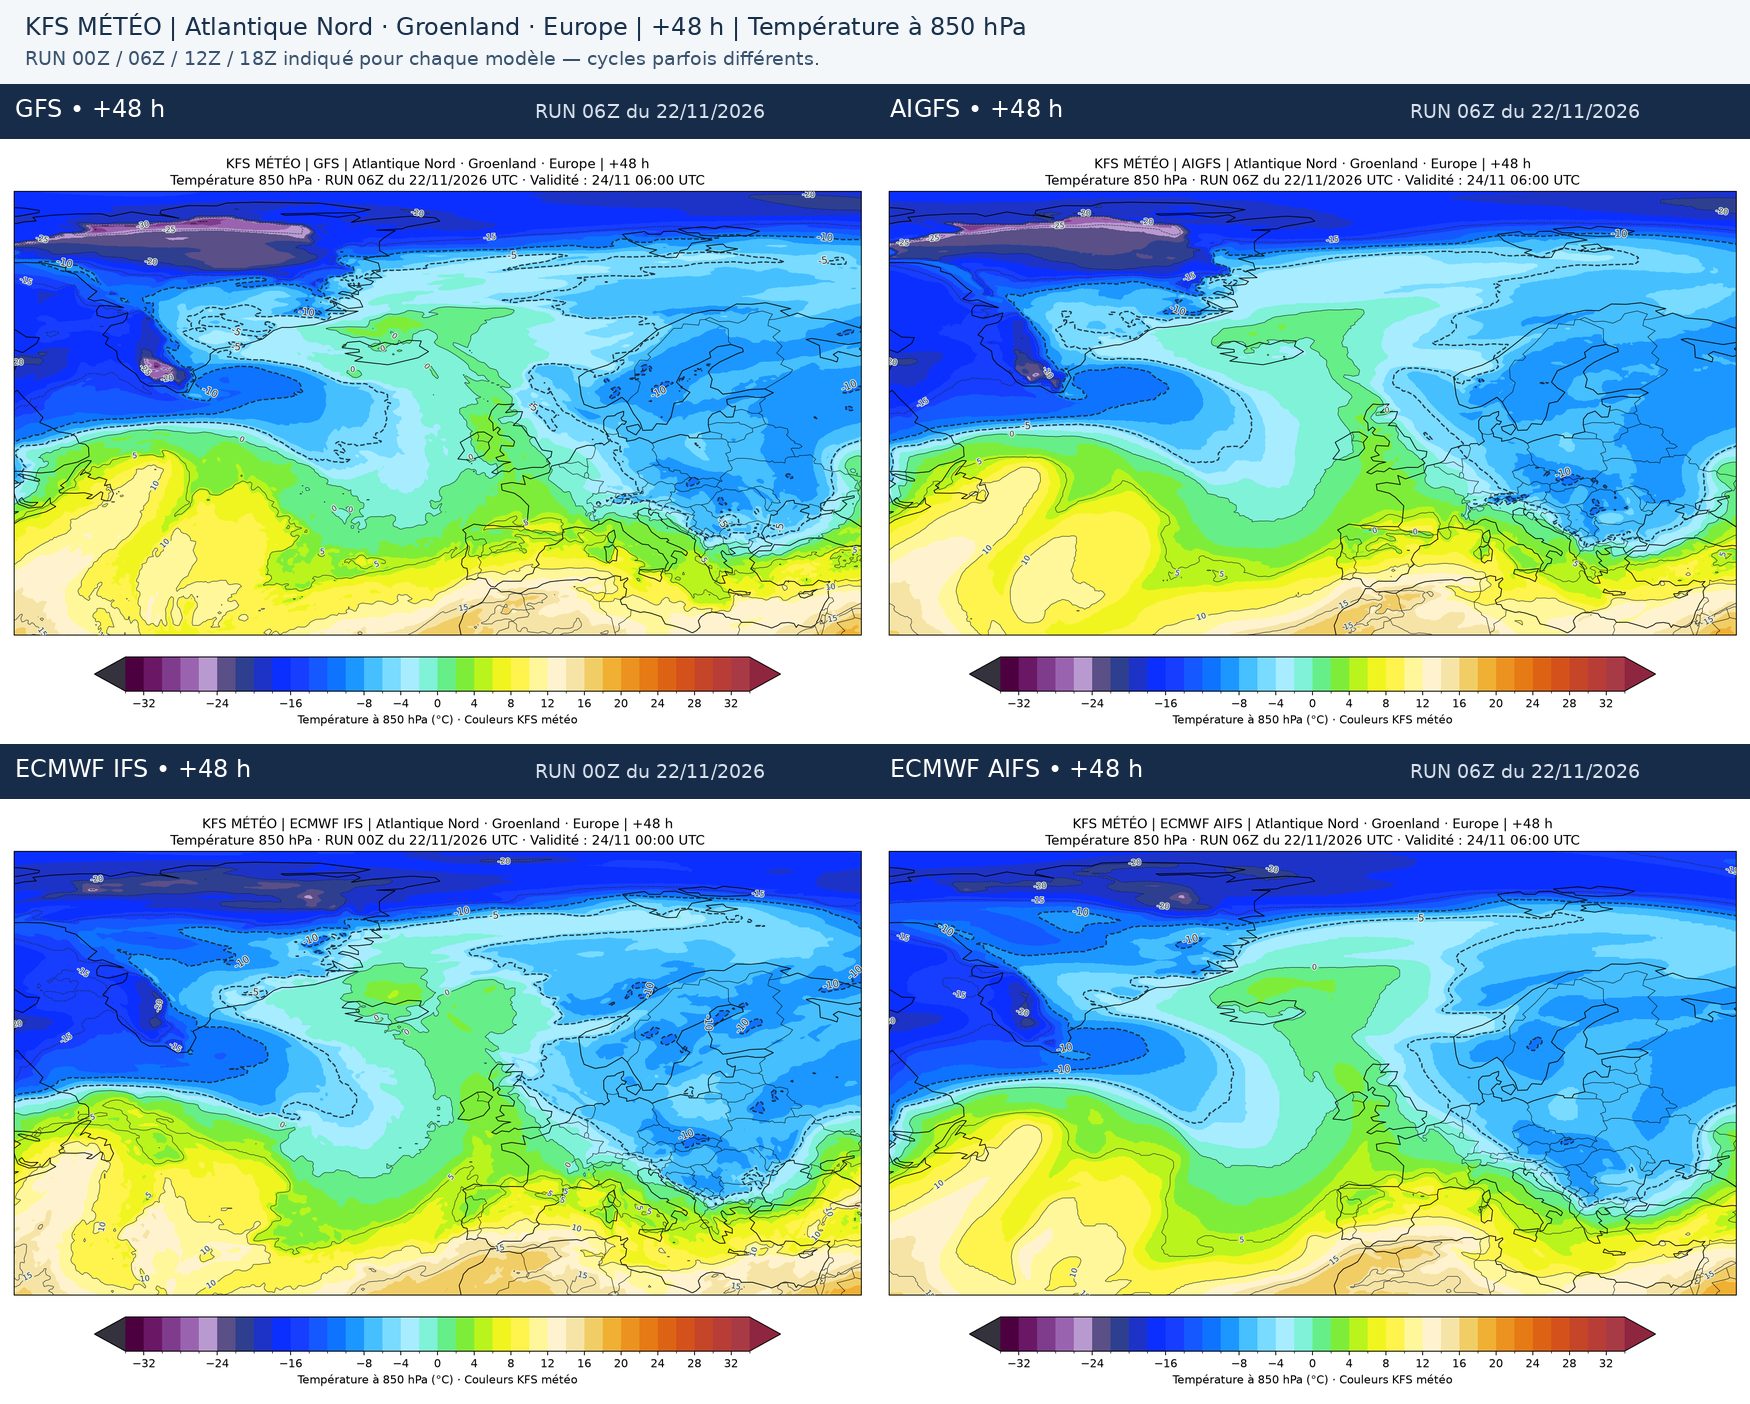 KFS MÉTÉO | Atlantique Nord · Groenland · Europe | +48 h | Température à 850 hPa
RUN 00Z / 06Z / 12Z / 18Z indiqué pour chaque modèle — cycles parfois différents.
GFS • +48 h
RUN 06Z du 22/11/2026
AIGFS • +48 h
RUN 06Z du 22/11/2026
KFS MÉTÉO | GFS | Atlantique Nord · Groenland · Europe | +48 h
Température 850 hPa · RUN 06Z du 22/11/2026 UTC · Validité : 24/11 06:00 UTC
KFS MÉTÉO | AIGFS | Atlantique Nord · Groenland · Europe | +48 h
Température 850 hPa · RUN 06Z du 22/11/2026 UTC · Validité : 24/11 06:00 UTC
−32 −24 −16 −8 −4 0 4 8 12 16 20 24 28 32
Température à 850 hPa (°C) · Couleurs KFS météo
−32 −24 −16 −8 −4 0 4 8 12 16 20 24 28 32
Température à 850 hPa (°C) · Couleurs KFS météo
ECMWF IFS • +48 h
RUN 00Z du 22/11/2026
ECMWF AIFS • +48 h
RUN 06Z du 22/11/2026
KFS MÉTÉO | ECMWF IFS | Atlantique Nord · Groenland · Europe | +48 h
Température 850 hPa · RUN 00Z du 22/11/2026 UTC · Validité : 24/11 00:00 UTC
KFS MÉTÉO | ECMWF AIFS | Atlantique Nord · Groenland · Europe | +48 h
Température 850 hPa · RUN 06Z du 22/11/2026 UTC · Validité : 24/11 06:00 UTC
−32 −24 −16 −8 −4 0 4 8 12 16 20 24 28 32
Température à 850 hPa (°C) · Couleurs KFS météo
−32 −24 −16 −8 −4 0 4 8 12 16 20 24 28 32
Température à 850 hPa (°C) · Couleurs KFS météo